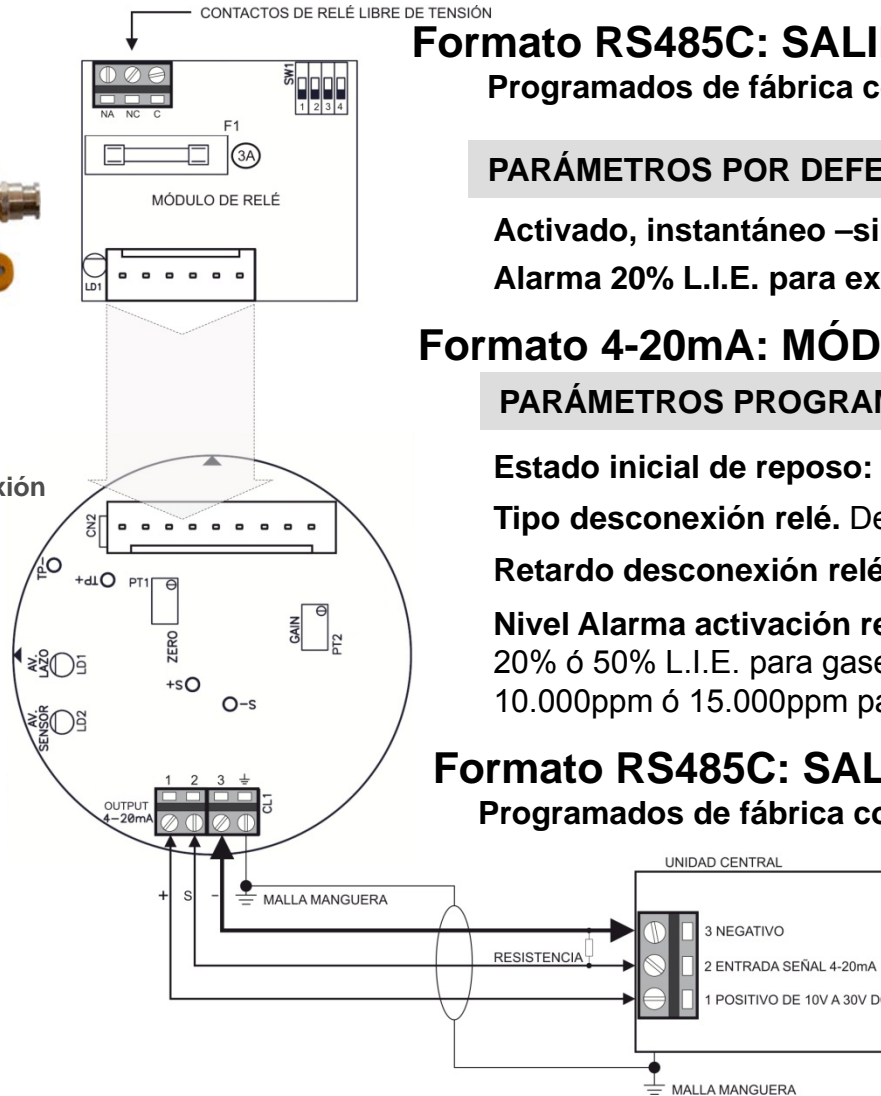 CONTACTOS DE RELÉ LIBRE DE TENSIÓN
NA NC C
SW1
1 2 3 4
F1
3A
MÓDULO DE RELÉ
LD1
Formato RS485C: SALI
Programados de fábrica c
PARÁMETROS POR DEFE
Activado, instantáneo –si
Alarma 20% L.I.E. para ex
Formato 4-20mA: MÓD
PARÁMETROS PROGRAM
Estado inicial de reposo:
Tipo desconexión relé. De
Retardo desconexión relé
Nivel Alarma activación re
20% ó 50% L.I.E. para gase
10.000ppm ó 15.000ppm pa
Formato RS485C: SAL
Programados de fábrica co
xión
CN2
TP-
TP+
PT1
ZERO
GAIN
PT2
AV. LAZO
LD1
AV. SENSOR
LD2
S+
S-
1 2 3
OUTPUT
4-20mA
CL1
+ S -
MALLA MANGUERA
RESISTENCIA
UNIDAD CENTRAL
3 NEGATIVO
2 ENTRADA SEÑAL 4-20mA
1 POSITIVO DE 10V A 30V D
MALLA MANGUERA